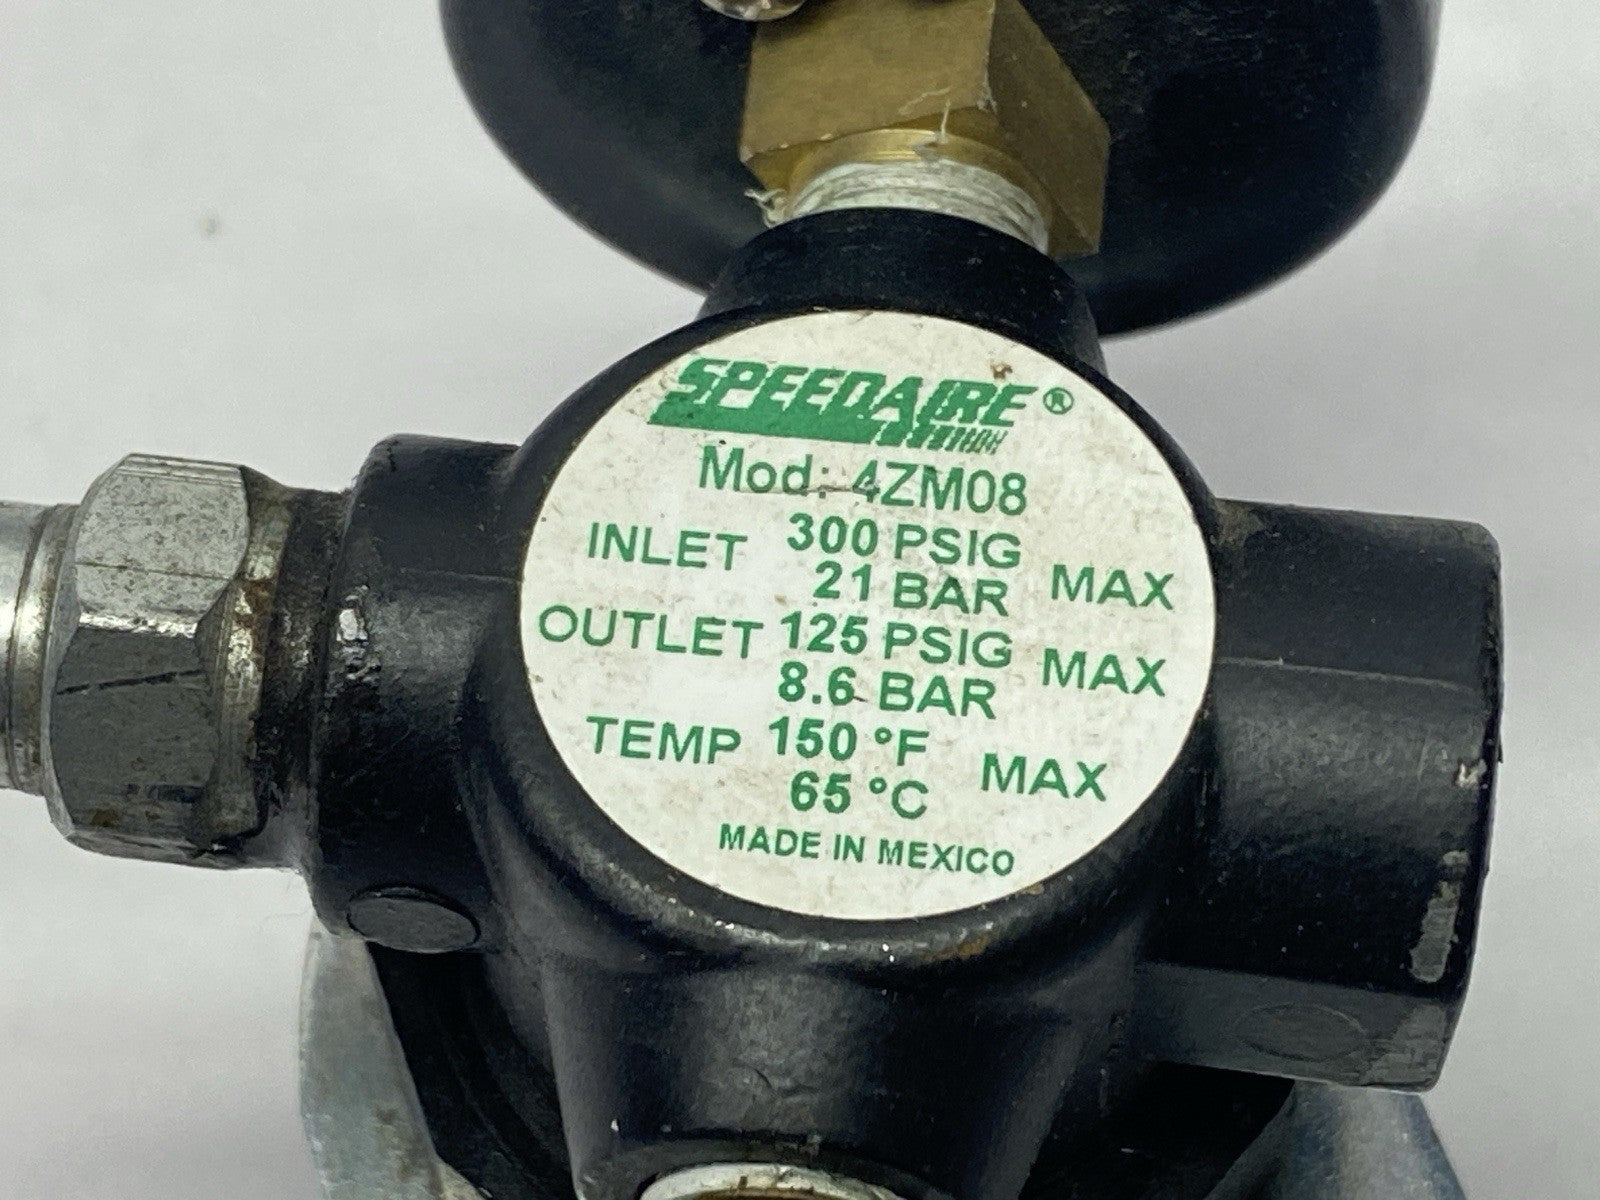 SPEEDAIRE®
Mod: 4ZM08
INLET 300 PSIG MAX
21 BAR
OUTLET 125 PSIG MAX
8.6 BAR
TEMP 150 °F MAX
65 °C
MADE IN MEXICO